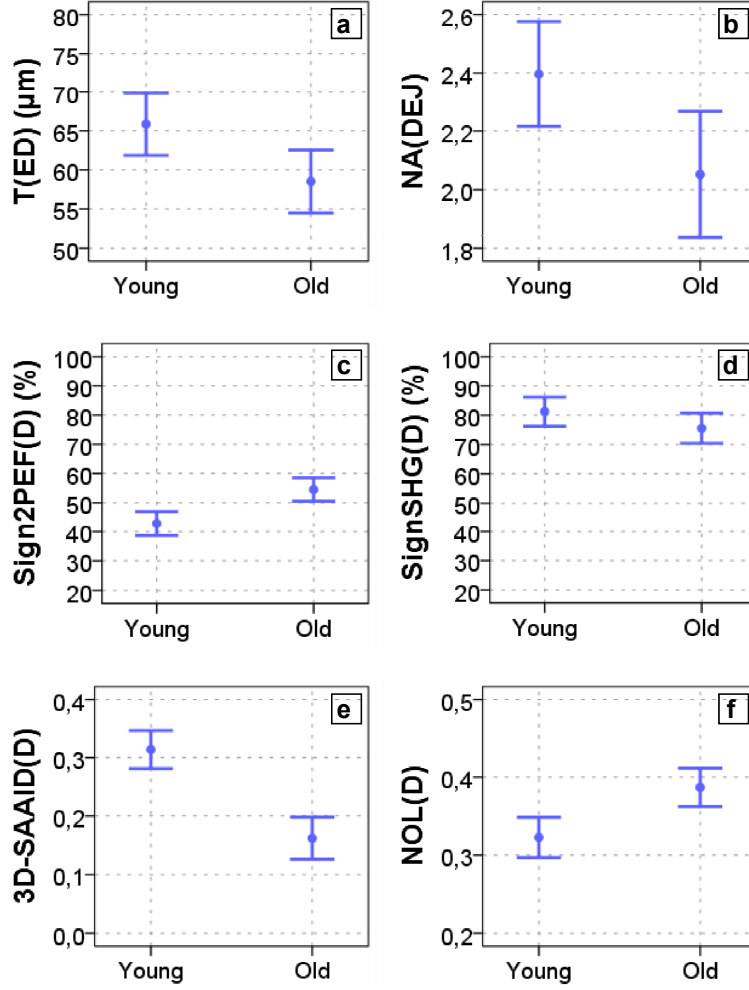 a
T(ED) (µm)
80
75
70
65
60
55
50
Young
Old
b
NA(DEJ)
2,6
2,4
2,2
2,0
1,8
Young
Old
c
Sign2PEF(D) (%)
100
90
80
70
60
50
40
30
20
Young
Old
d
SignSHG(D) (%)
100
90
80
70
60
50
40
30
20
Young
Old
e
3D-SAAID(D)
0,4
0,3
0,2
0,1
0,0
Young
Old
f
NOL(D)
0,5
0,4
0,3
0,2
Young
Old